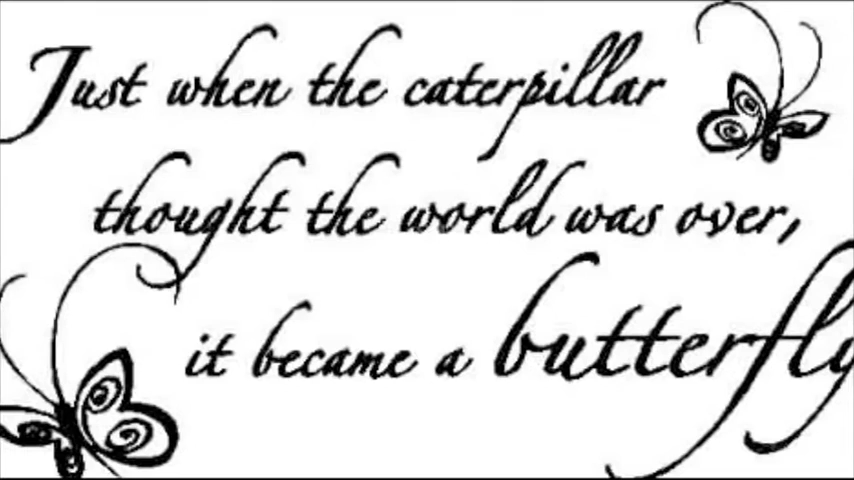 Just when the caterpillar
thought the world was over,
it became a butterfly